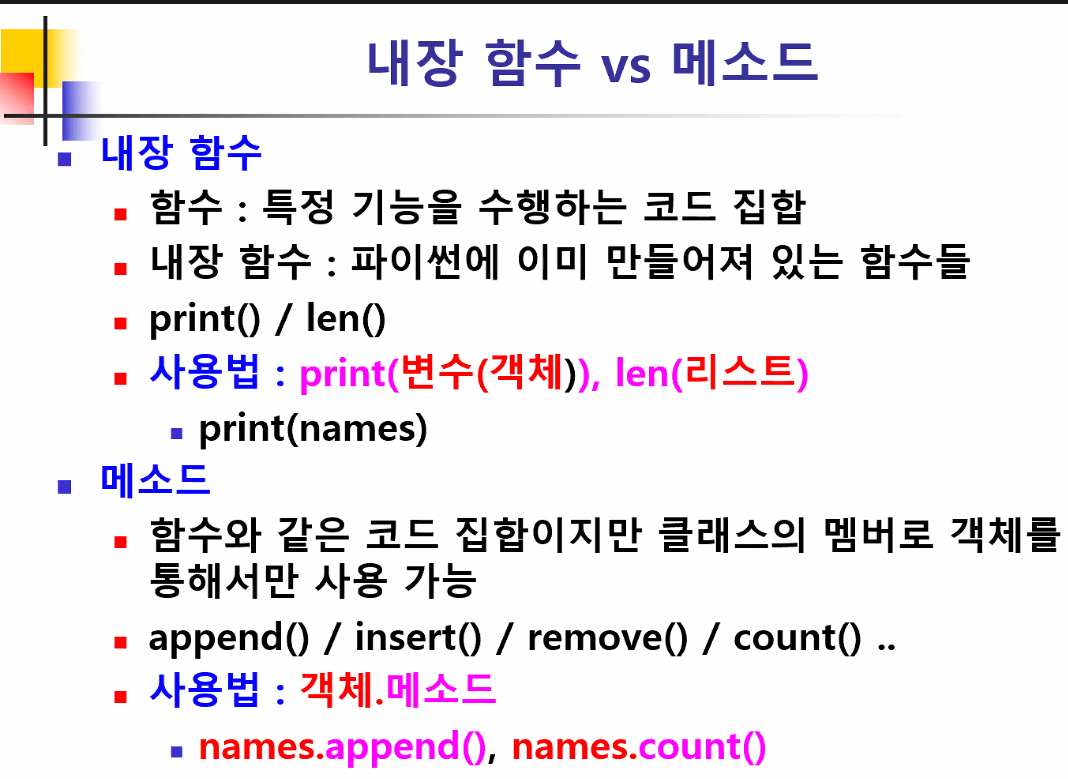 내장 함수 vs 메소드
내장 함수
함수 : 특정 기능을 수행하는 코드 집합
내장 함수 : 파이썬에 이미 만들어져 있는 함수들
print() / len()
사용법 : print(변수(객체)), len(리스트)
print(names)
메소드
함수와 같은 코드 집합이지만 클래스의 멤버로 객체를
통해서만 사용 가능
append() / insert() / remove() / count() ..
사용법 : 객체.메소드
names.append(), names.count()